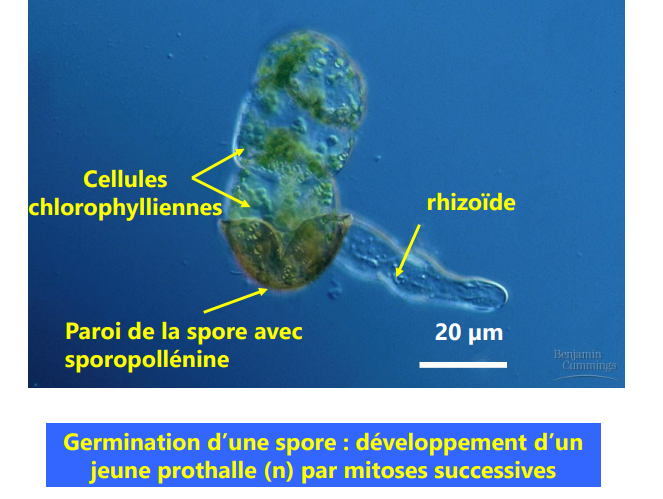 Cellules
chlorophylliennes
rhizoïde
Paroi de la spore avec
sporopollénine
20 µm
Benjamin
Cummings
Germination d’une spore : développement d’un
jeune prothalle (n) par mitoses successives